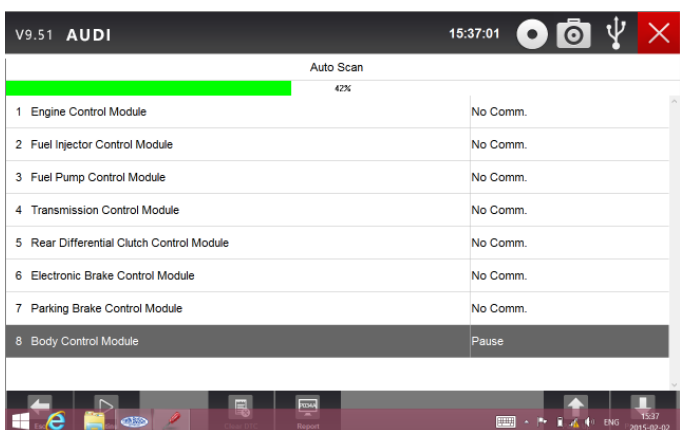 V9.51 AUDI 15:37:01
Auto Scan
42%
1 Engine Control Module No Comm.
2 Fuel Injector Control Module No Comm.
3 Fuel Pump Control Module No Comm.
4 Transmission Control Module No Comm.
5 Rear Differential Clutch Control Module No Comm.
6 Electronic Brake Control Module No Comm.
7 Parking Brake Control Module No Comm.
8 Body Control Module Pause
Clear DTC Report
ENG 15:37
2015-02-02